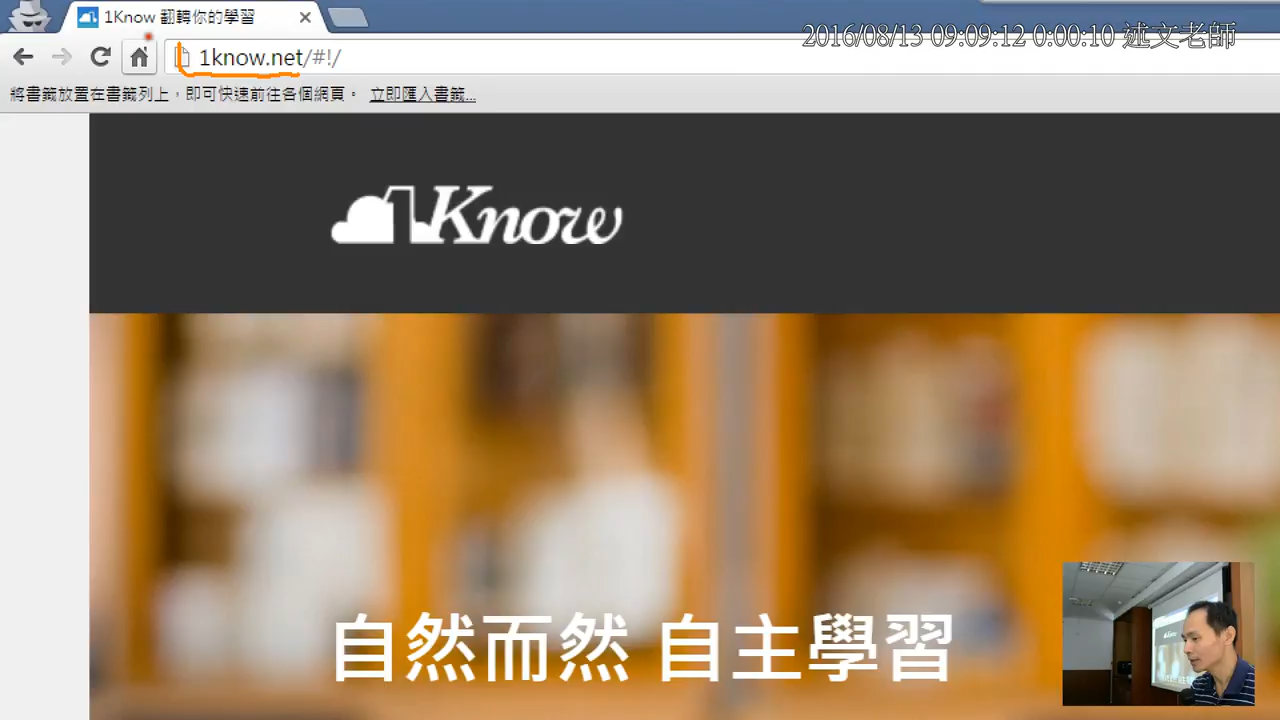 1Know 翻轉你的學習
2016/08/13 09:09:12 0:00:10 述文老師
1know.net/#!/
將書籤放置在書籤列上，即可快速前往各個網頁。 立即匯入書籤...
1Know
自然而然 自主學習